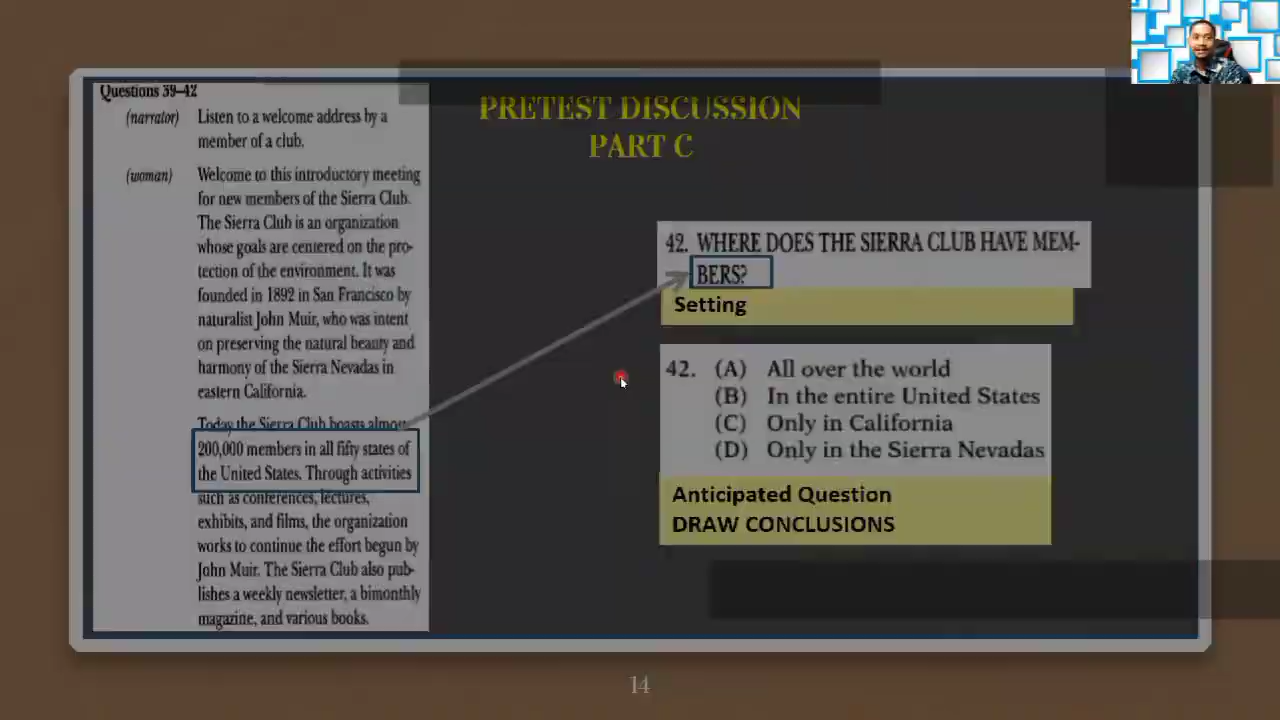 Questions 39–42
(narrator) Listen to a welcome address by a
member of a club.
(woman) Welcome to this introductory meeting
for new members of the Sierra Club.
The Sierra Club is an organization
whose goals are centered on the pro-
tection of the environment. It was
founded in 1892 in San Francisco by
naturalist John Muir, who was intent
on preserving the natural beauty and
harmony of the Sierra Nevadas in
eastern California.
Today the Sierra Club boasts almost
200,000 members in all fifty states of
the United States. Through activities
such as conferences, lectures,
exhibits, and films, the organization
works to continue the effort begun by
John Muir. The Sierra Club also pub-
lishes a weekly newsletter, a bimonthly
magazine, and various books.
PRETEST DISCUSSION
PART C
42. WHERE DOES THE SIERRA CLUB HAVE MEM-
BERS?
Setting
42. (A) All over the world
(B) In the entire United States
(C) Only in California
(D) Only in the Sierra Nevadas
Anticipated Question
DRAW CONCLUSIONS
14